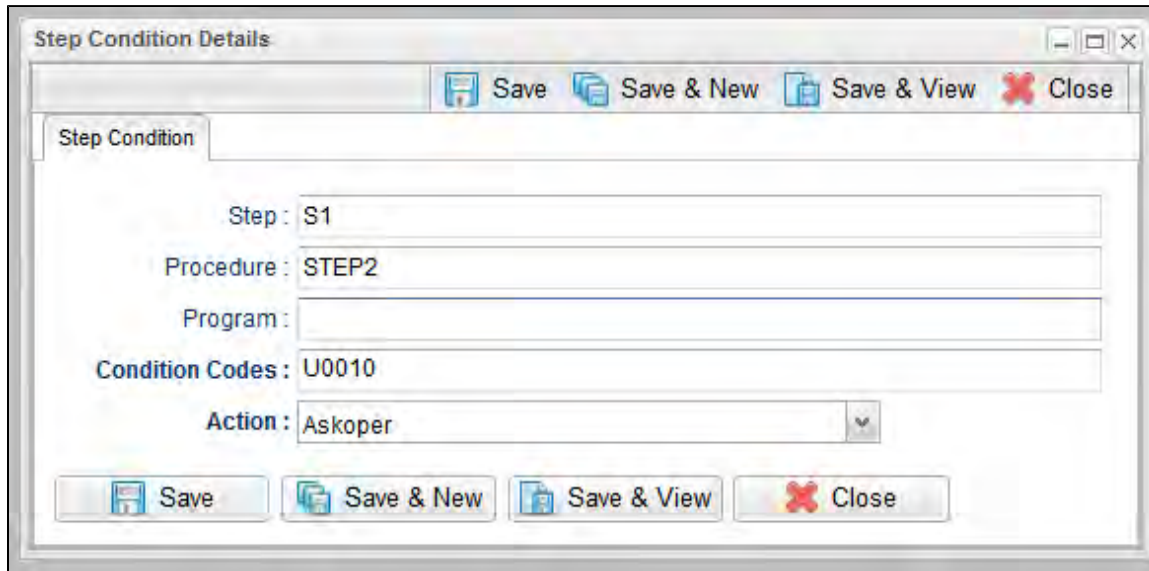 Step Condition Details
Save Save & New Save & View Close
Step Condition
Step : S1
Procedure : STEP2
Program :
Condition Codes : U0010
Action : Askoper
Save Save & New Save & View Close